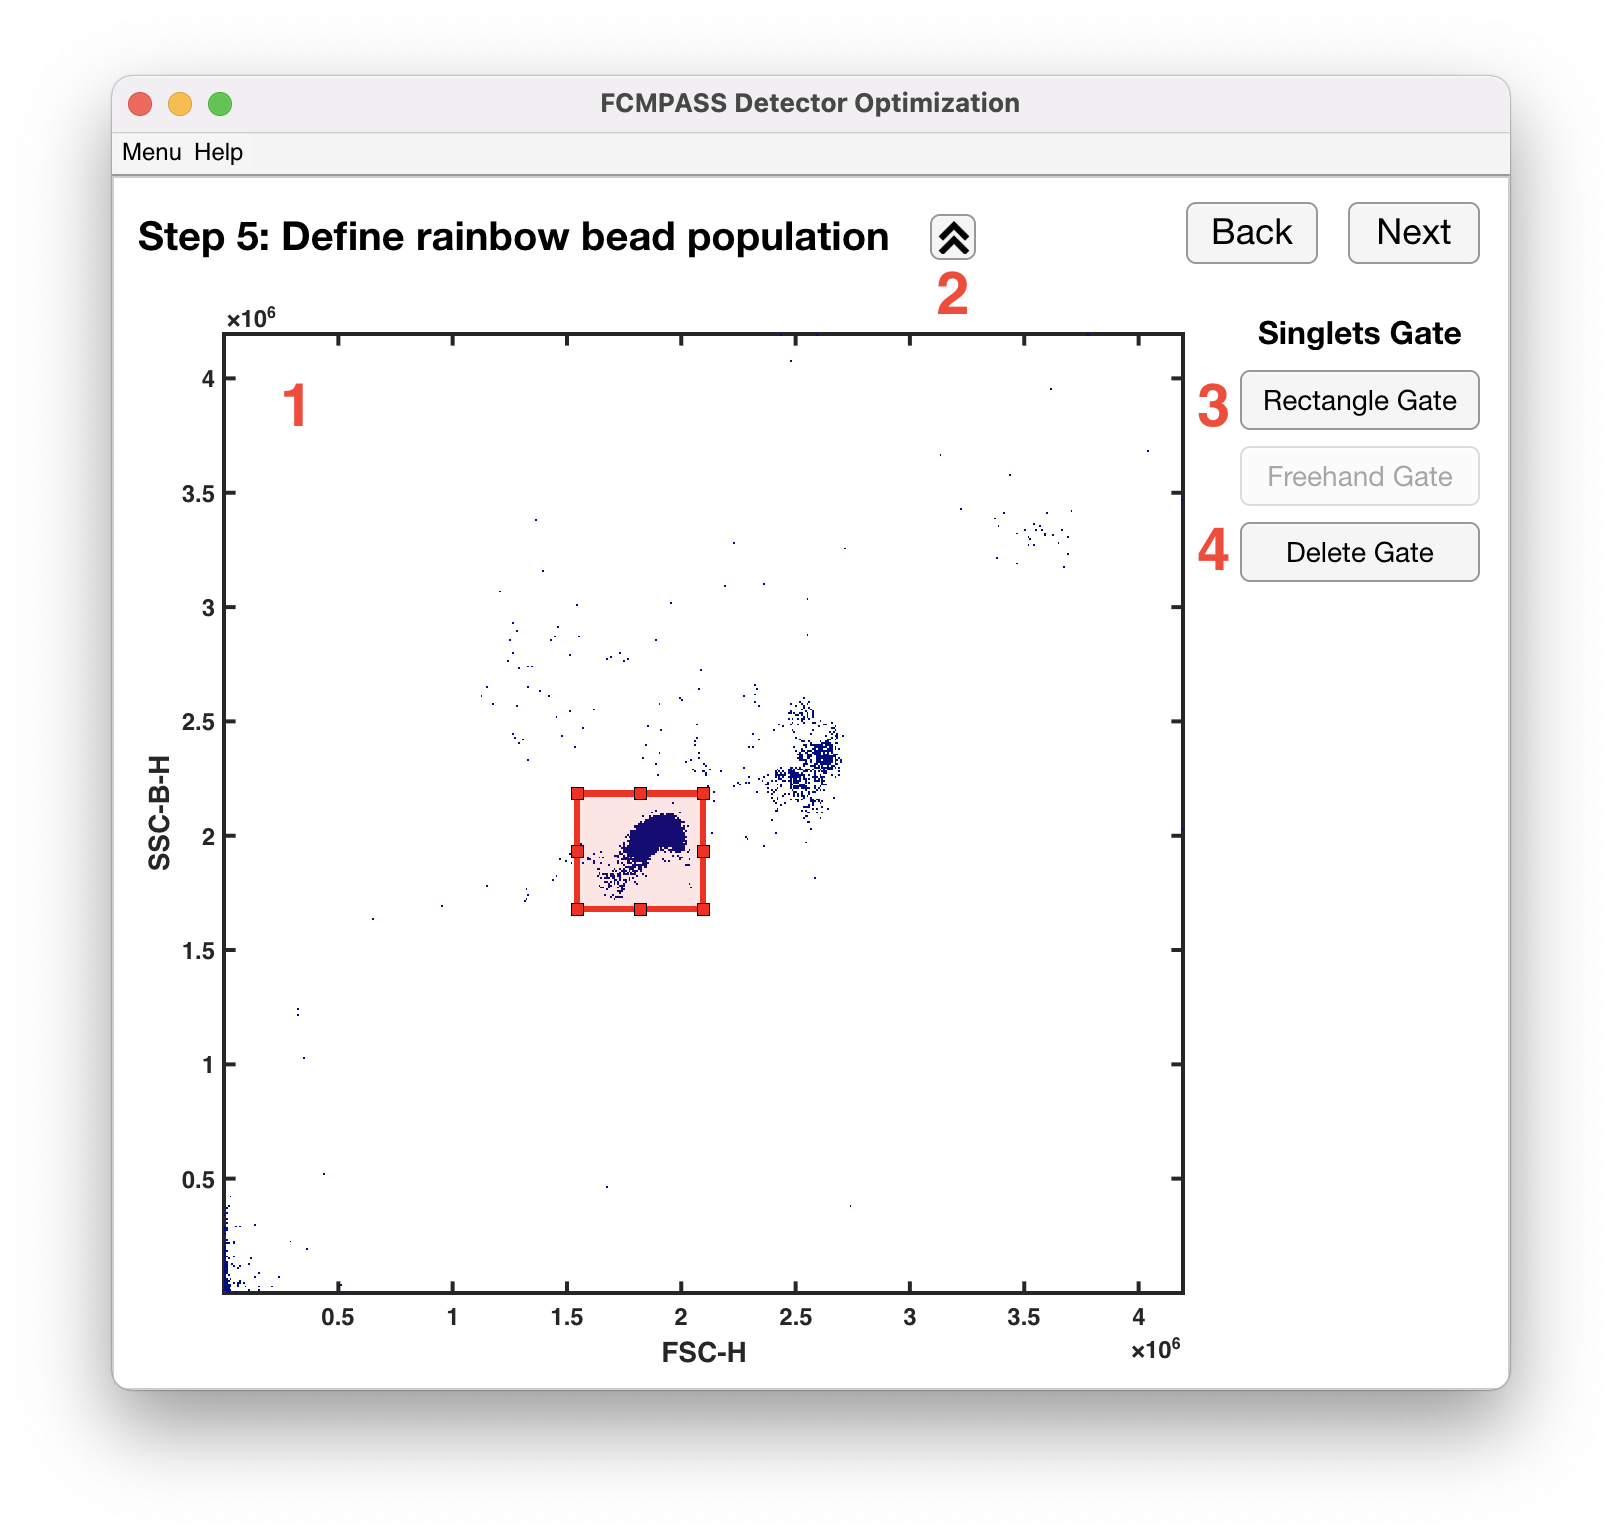 FCMPASS Detector Optimization
Menu Help
Step 5: Define rainbow bead population
Back
Next
2
×10⁶
Singlets Gate
1
3
Rectangle Gate
Freehand Gate
4
Delete Gate
4
3.5
3
2.5
2
1.5
1
0.5
SSC-B-H
0.5 1 1.5 2 2.5 3 3.5 4
FSC-H
×10⁶